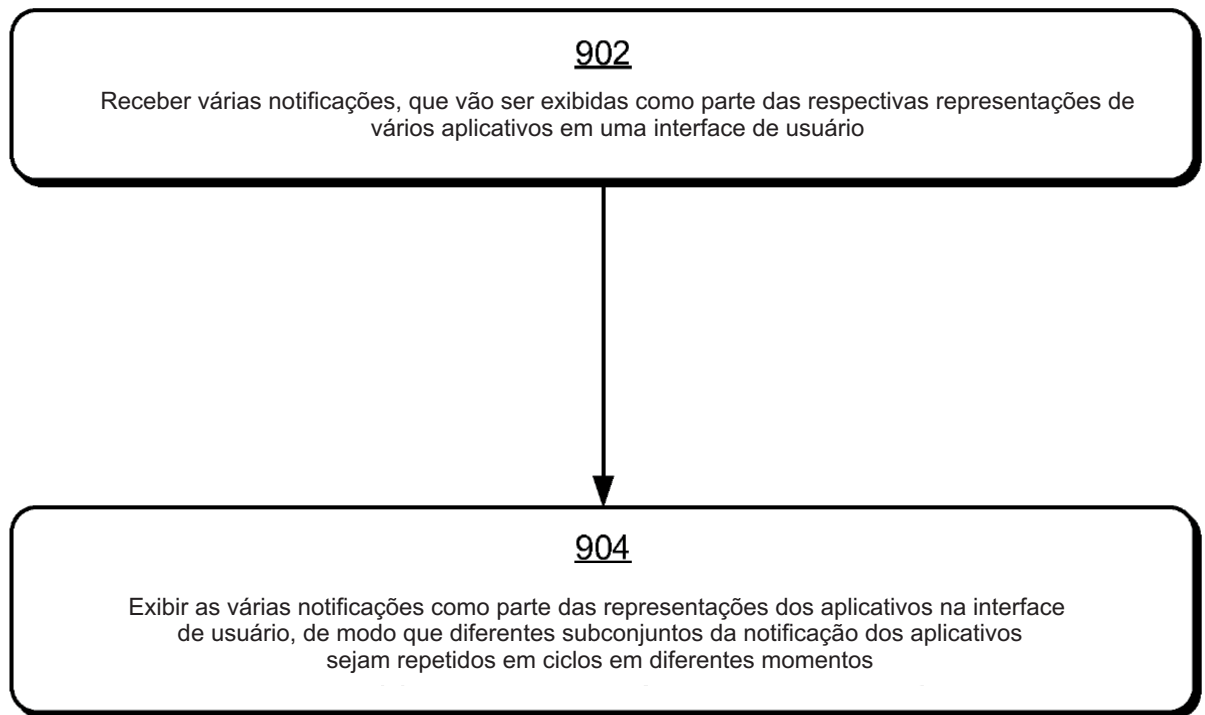 902
Receber várias notificações, que vão ser exibidas como parte das respectivas representações de
vários aplicativos em uma interface de usuário
904
Exibir as várias notificações como parte das representações dos aplicativos na interface
de usuário, de modo que diferentes subconjuntos da notificação dos aplicativos
sejam repetidos em ciclos em diferentes momentos